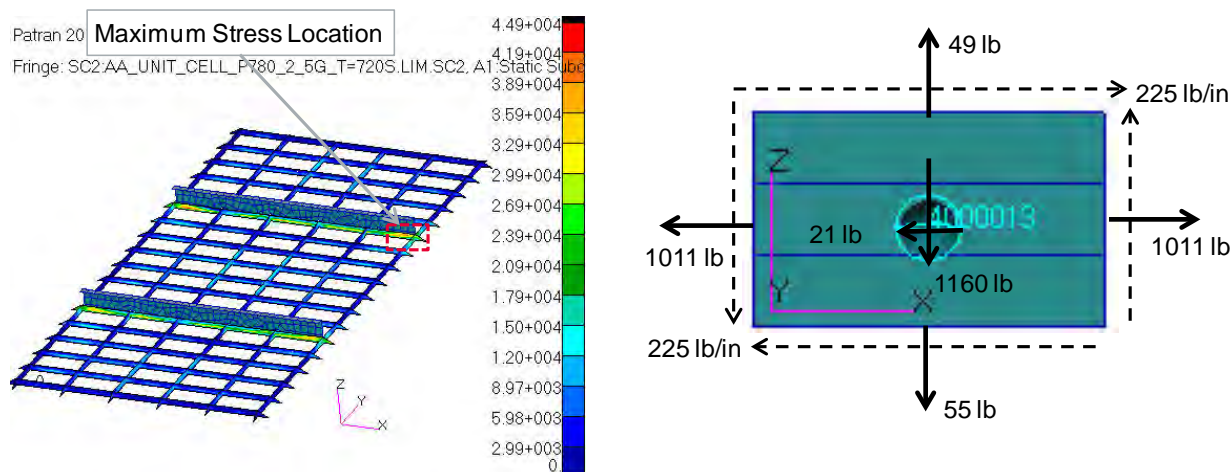 Patran 20
Maximum Stress Location
Fringe: SC2:AA_UNIT_CELL_P780_2_5G_T=720S.LIM.SC2, A1:Static Subc
4.49+004
4.19+004
3.89+004
3.59+004
3.29+004
2.99+004
2.69+004
2.39+004
2.09+004
1.79+004
1.50+004
1.20+004
8.97+003
5.98+003
2.99+003
0.
Z
Y
X
49 lb
225 lb/in
Z
4000013
21 lb
1011 lb
1011 lb
1160 lb
Y
X
225 lb/in
55 lb